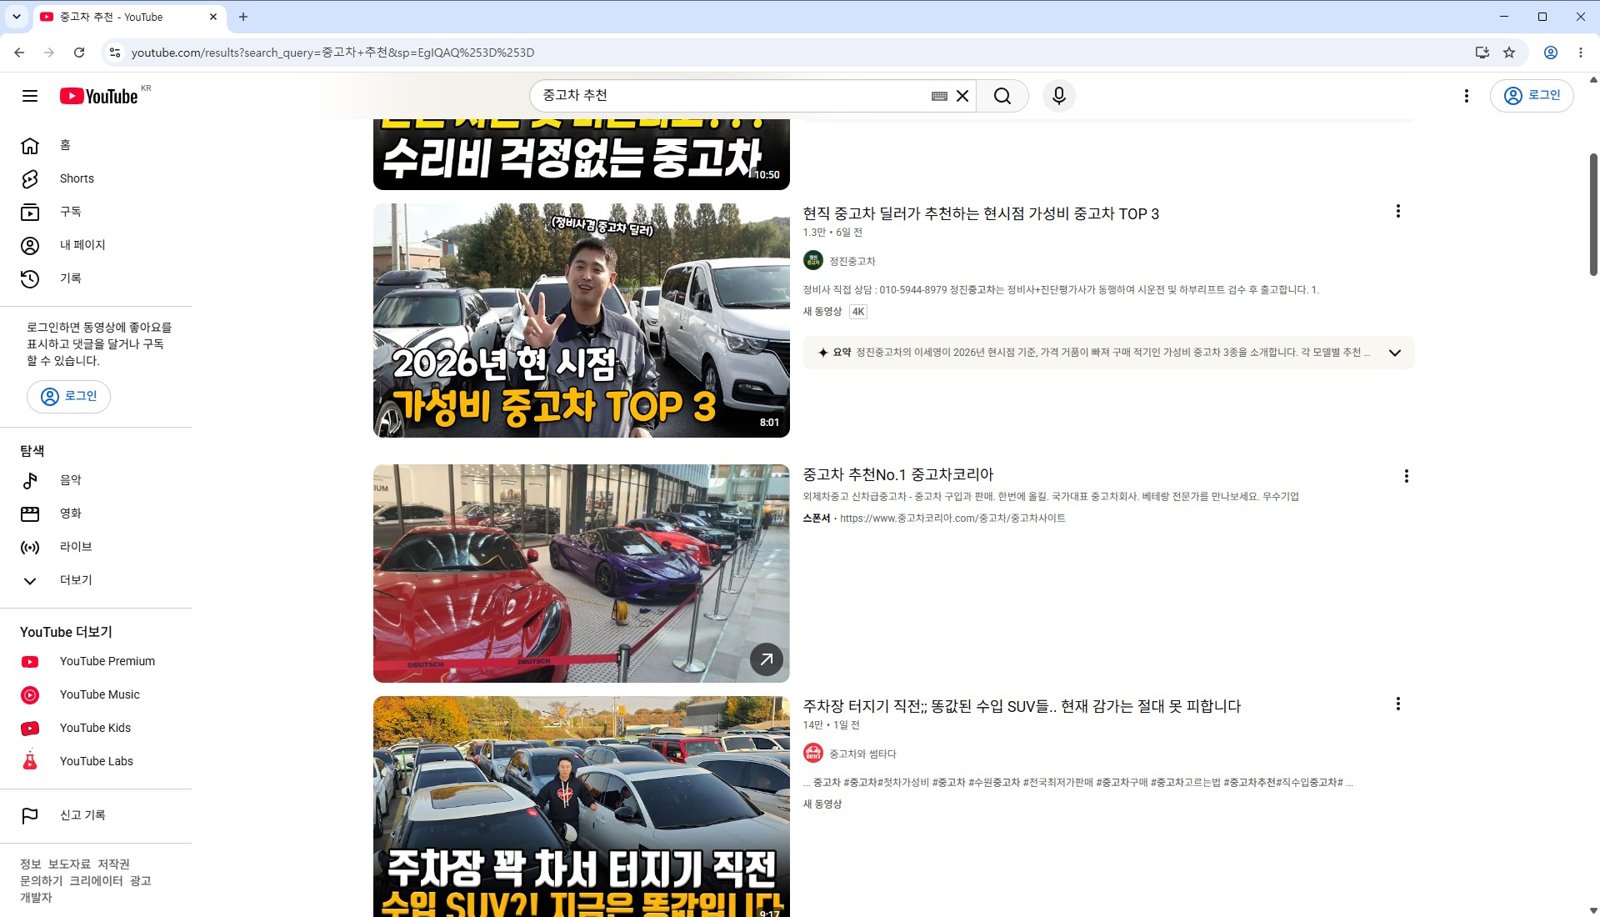 중고차 추천 - YouTube
youtube.com/results?search_query=중고차+추천&sp=EgIQAQ%253D%253D
YouTube KR
중고차 추천
로그인
홈
Shorts
구독
내 페이지
기록
로그인하면 동영상에 좋아요를
표시하고 댓글을 달거나 구독
할 수 있습니다.
로그인
탐색
음악
영화
라이브
더보기
YouTube 더보기
YouTube Premium
YouTube Music
YouTube Kids
YouTube Labs
신고 기록
정보 보도자료 저작권
문의하기 크리에이터 광고
개발자
수리비 걱정없는 중고차
10:50
(정비사겸 중고차 딜러)
2026년 현 시점
가성비 중고차 TOP 3
8:01
현직 중고차 딜러가 추천하는 현시점 가성비 중고차 TOP 3
1.3만 • 6일 전
정진중고차
정비사 직접 상담 : 010-5944-8979 정진중고차는 정비사+진단평가사가 동행하여 시운전 및 하부리프트 검수 후 출고합니다. 1.
새 동영상 4K
요약 정진중고차의 이세영이 2026년 현시점 기준, 가격 거품이 빠져 구매 적기인 가성비 중고차 3종을 소개합니다. 각 모델별 추천 ...
DEUTSCH DEUTSCH
중고차 추천No.1 중고차코리아
외제차중고 신차급중고차 - 중고차 구입과 판매. 한번에 올킬. 국가대표 중고차회사. 베테랑 전문가를 만나보세요. 우수기업
스폰서 · https://www.중고차코리아.com/중고차/중고차사이트
주차장 꽉 차서 터지기 직전
수입 SUV?! 지금은 똥값입니다
9:17
주차장 터지기 직전;; 똥값된 수입 SUV들.. 현재 감가는 절대 못 피합니다
14만 • 1일 전
중고차와 썸타다
... 중고차 #중고차#첫차가성비 #중고차 #수원중고차 #전국최저가판매 #중고차구매 #중고차고르는법 #중고차추천#직수입중고차# ...
새 동영상